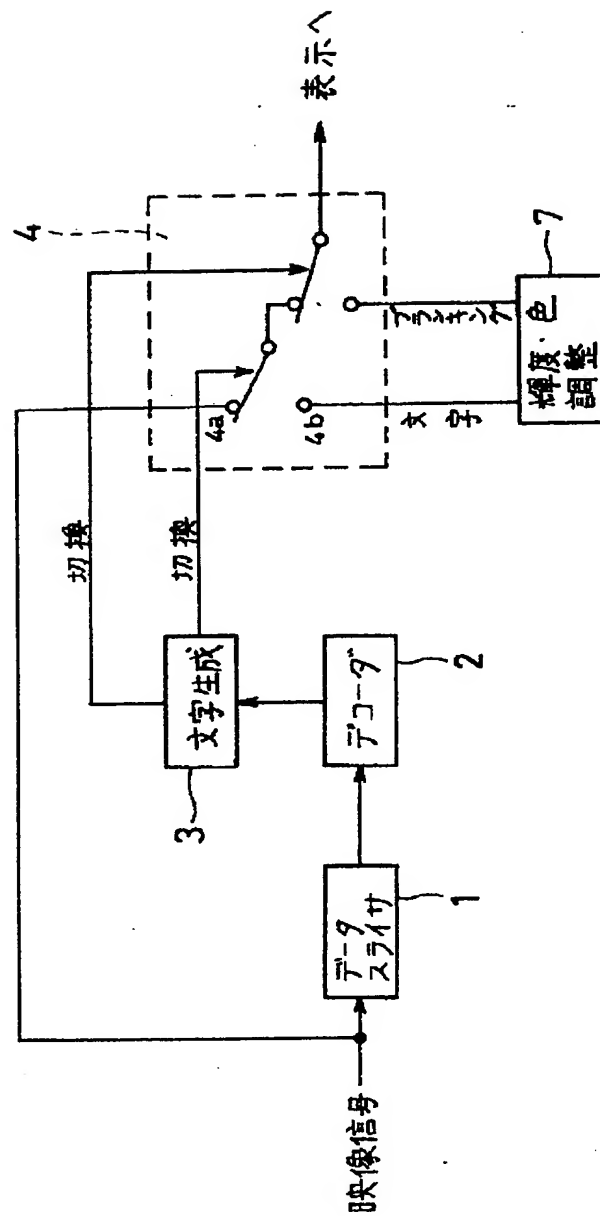 映像信号
データ
スライサ
1
デコーダ
2
文字生成
3
切換
切換
4
4a
4b
文字
ブランキング
色
輝度・
調整
7
表示へ